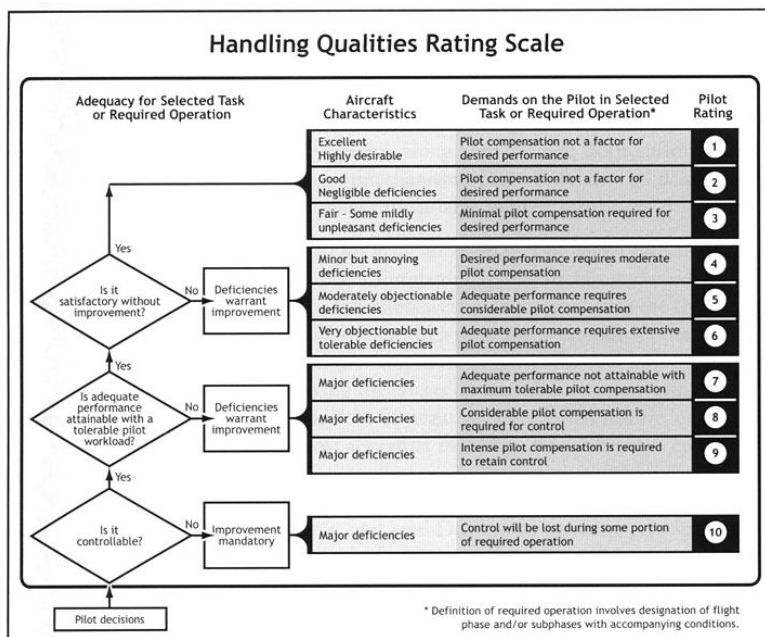 Handling Qualities Rating Scale
Adequacy for Selected Task
or Required Operation
Aircraft
Characteristics
Demands on the Pilot in Selected
Task or Required Operation*
Pilot
Rating
Excellent
Highly desirable
Pilot compensation not a factor for
desired performance
1
Good
Negligible deficiencies
Pilot compensation not a factor for
desired performance
2
Fair – Some mildly
unpleasant deficiencies
Minimal pilot compensation required for
desired performance
3
Yes
Is it
satisfactory without
improvement?
No
Deficiencies
warrant
improvement
Minor but annoying
deficiencies
Desired performance requires moderate
pilot compensation
4
Moderately objectionable
deficiencies
Adequate performance requires
considerable pilot compensation
5
Very objectionable but
tolerable deficiencies
Adequate performance requires extensive
pilot compensation
6
Yes
Is adequate
performance
attainable with a
tolerable pilot
workload?
No
Deficiencies
warrant
improvement
Major deficiencies
Adequate performance not attainable with
maximum tolerable pilot compensation
7
Major deficiencies
Considerable pilot compensation is
required for control
8
Major deficiencies
Intense pilot compensation is required
to retain control
9
Yes
Is it
controllable?
No
Improvement
mandatory
Major deficiencies
Control will be lost during some portion
of required operation
10
Pilot decisions
* Definition of required operation involves designation of flight
phase and/or subphases with accompanying conditions.